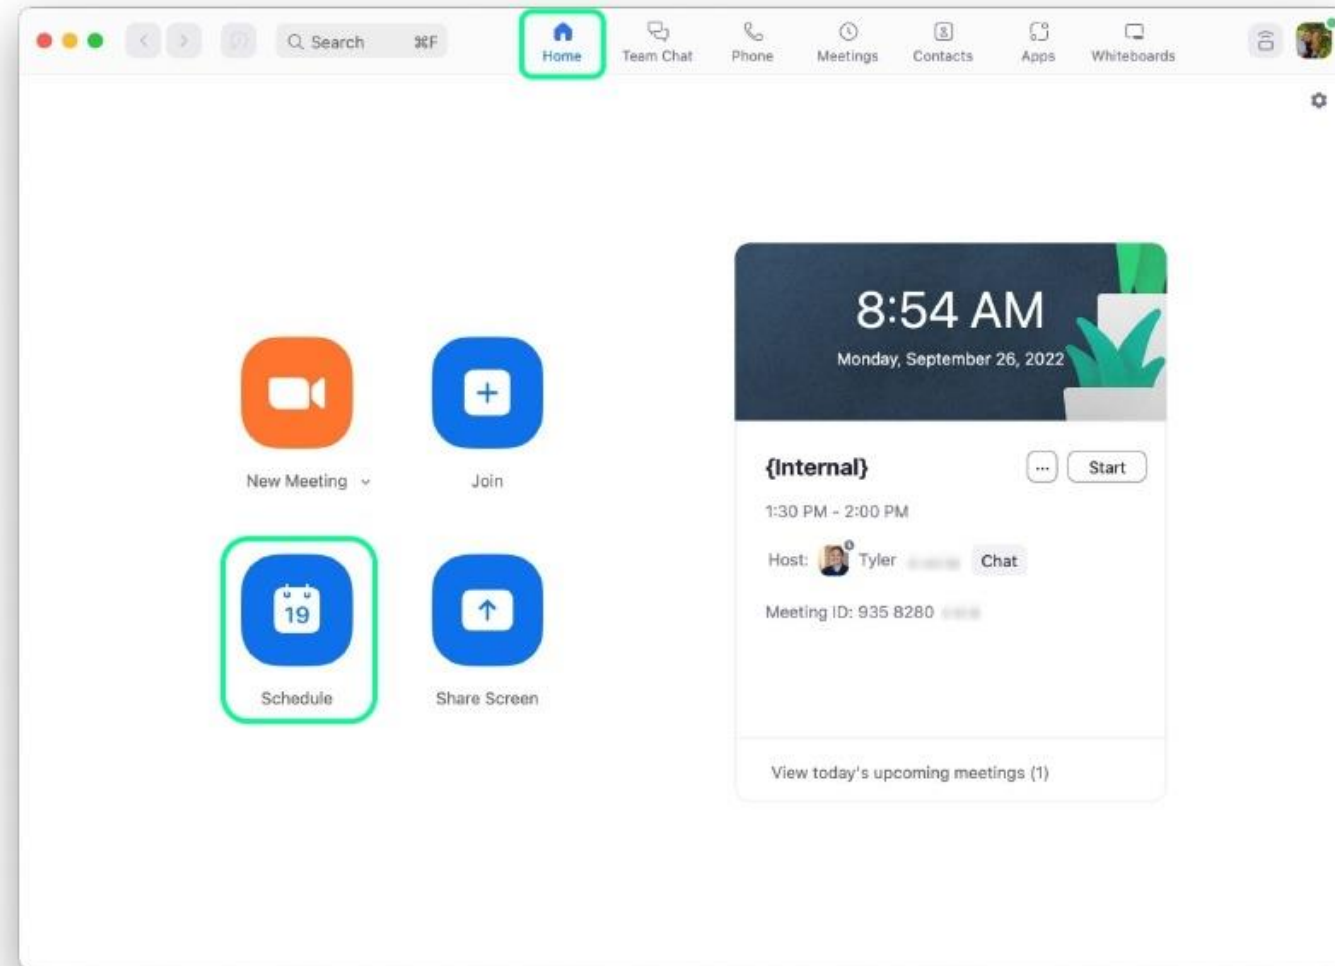 Search ⌘F
Home
Team Chat
Phone
Meetings
Contacts
Apps
Whiteboards
8:54 AM
Monday, September 26, 2022
New Meeting
Join
{Internal}
...
Start
1:30 PM - 2:00 PM
Host: Tyler
Chat
Meeting ID: 935 8280
19
Schedule
Share Screen
View today's upcoming meetings (1)